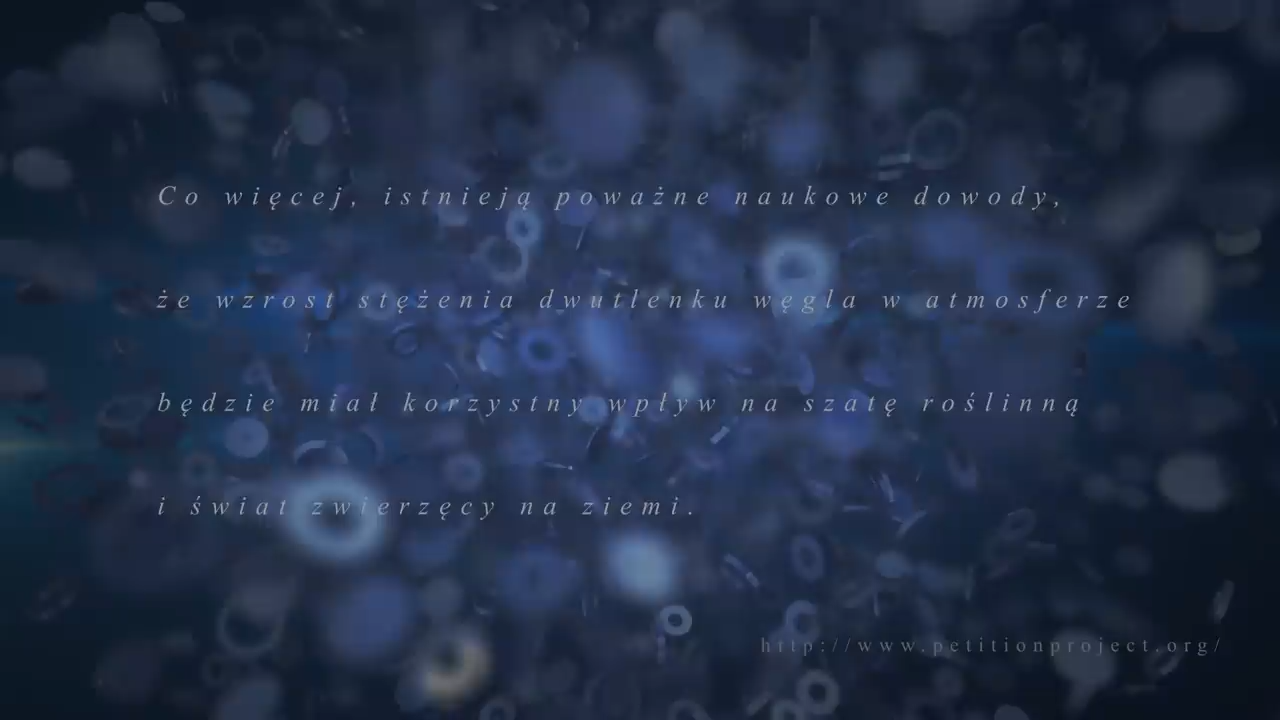 Co więcej, istnieją poważne naukowe dowody,
że wzrost stężenia dwutlenku węgla w atmosferze
będzie miał korzystny wpływ na szatę roślinną
i świat zwierzęcy na ziemi.
http://www.petitionproject.org/